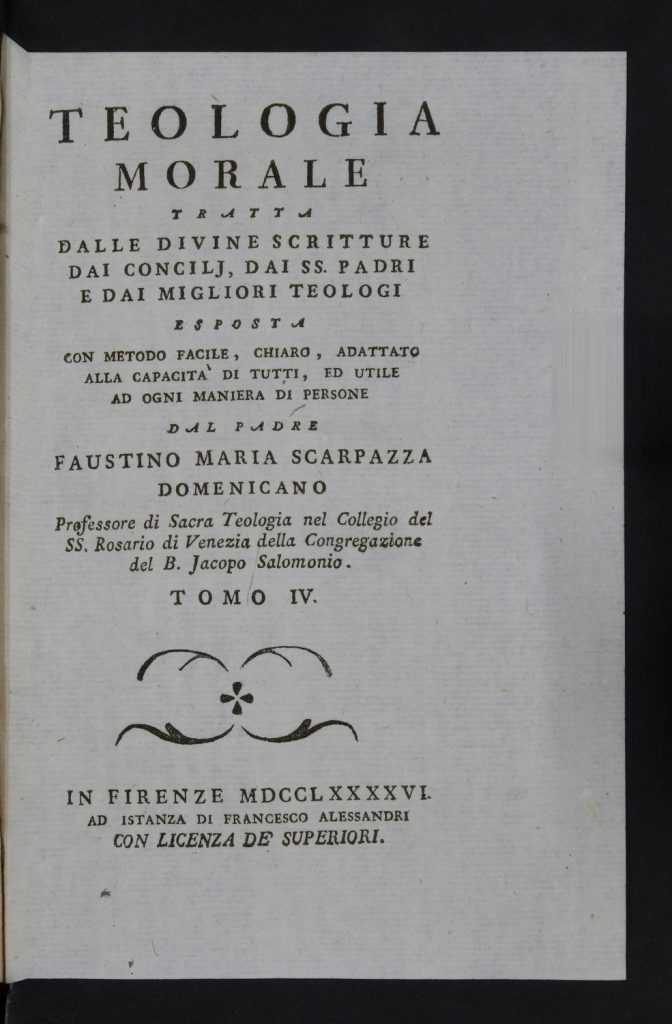 TEOLOGIA
MORALE
TRATTA
DALLE DIVINE SCRITTURE
DAI CONCILJ, DAI SS. PADRI
E DAI MIGLIORI TEOLOGI
ESPOSTA
CON METODO FACILE, CHIARO, ADATTATO
ALLA CAPACITA' DI TUTTI, ED UTILE
AD OGNI MANIERA DI PERSONE
DAL PADRE
FAUSTINO MARIA SCARPAZZA
DOMENICANO
Professore di Sacra Teologia nel Collegio del
SS. Rosario di Venezia della Congregazione
del B. Jacopo Salomonio.
TOMO IV.
IN FIRENZE MDCCLXXXXVI.
AD ISTANZA DI FRANCESCO ALESSANDRI
CON LICENZA DE' SUPERIORI.